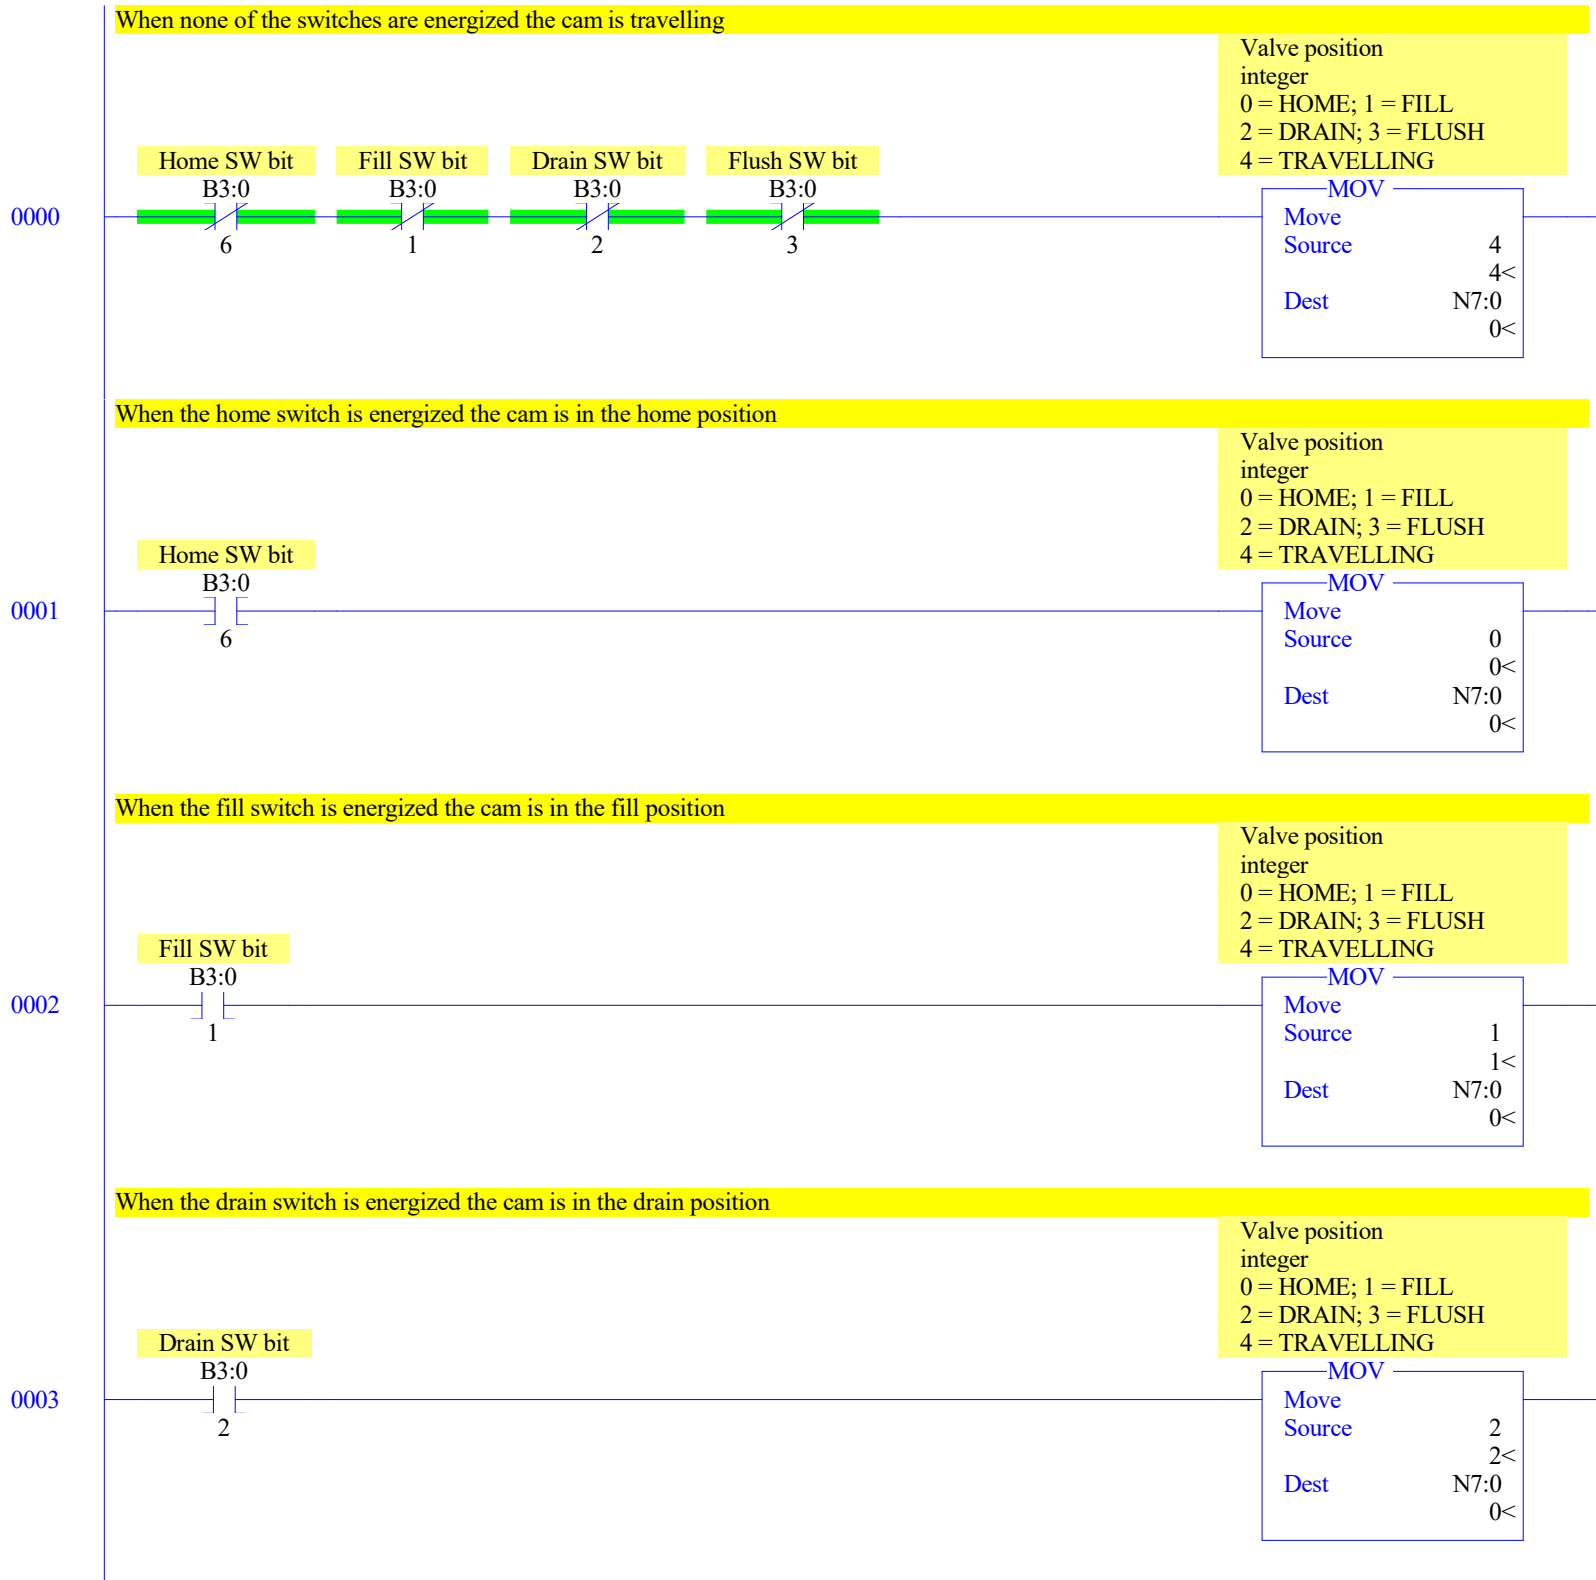 When none of the switches are energized the cam is travelling
Valve position
integer
0 = HOME; 1 = FILL
2 = DRAIN; 3 = FLUSH
4 = TRAVELLING
Home SW bit Fill SW bit Drain SW bit Flush SW bit
B3:0 B3:0 B3:0 B3:0
MOV
0000
Move
6 1 2 3
Source 4
4<
Dest N7:0
0<
When the home switch is energized the cam is in the home position
Valve position
integer
0 = HOME; 1 = FILL
2 = DRAIN; 3 = FLUSH
4 = TRAVELLING
Home SW bit
B3:0
MOV
0001
Move
6
Source 0
0<
Dest N7:0
0<
When the fill switch is energized the cam is in the fill position
Valve position
integer
0 = HOME; 1 = FILL
2 = DRAIN; 3 = FLUSH
4 = TRAVELLING
Fill SW bit
B3:0
MOV
0002
Move
1
Source 1
1<
Dest N7:0
0<
When the drain switch is energized the cam is in the drain position
Valve position
integer
0 = HOME; 1 = FILL
2 = DRAIN; 3 = FLUSH
4 = TRAVELLING
Drain SW bit
B3:0
MOV
0003
Move
2
Source 2
2<
Dest N7:0
0<